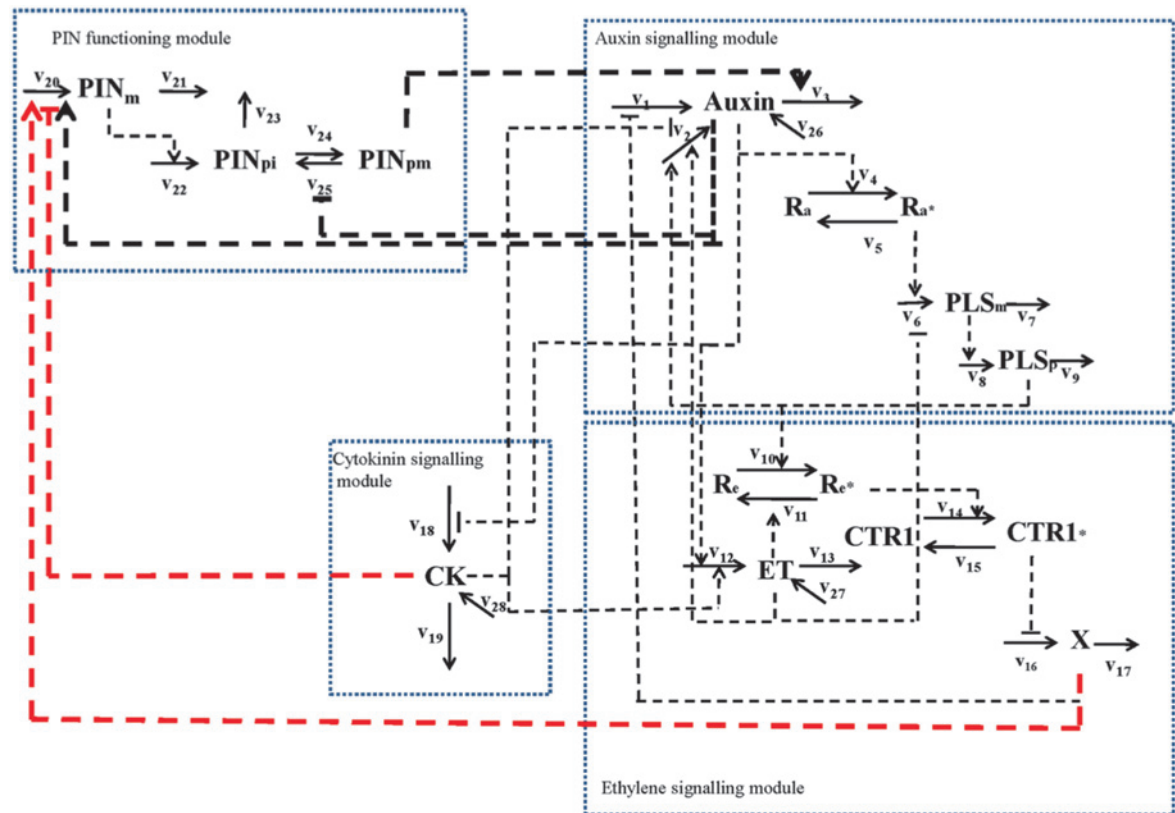 PIN functioning module
v20 PINm v21
v23
v24
v22 PINpi PINpm
v25
Auxin signalling module
v1 Auxin v3
v2 v26
v4
Ra Ra*
v5
v6 PLSm v7
v8 PLSp v9
Cytokinin signalling
module
v18
CK
v28
v19
v10
Re Re*
v11
v14
CTR1 CTR1*
v12 v13
ET v15
v27
X
v16 v17
Ethylene signalling module